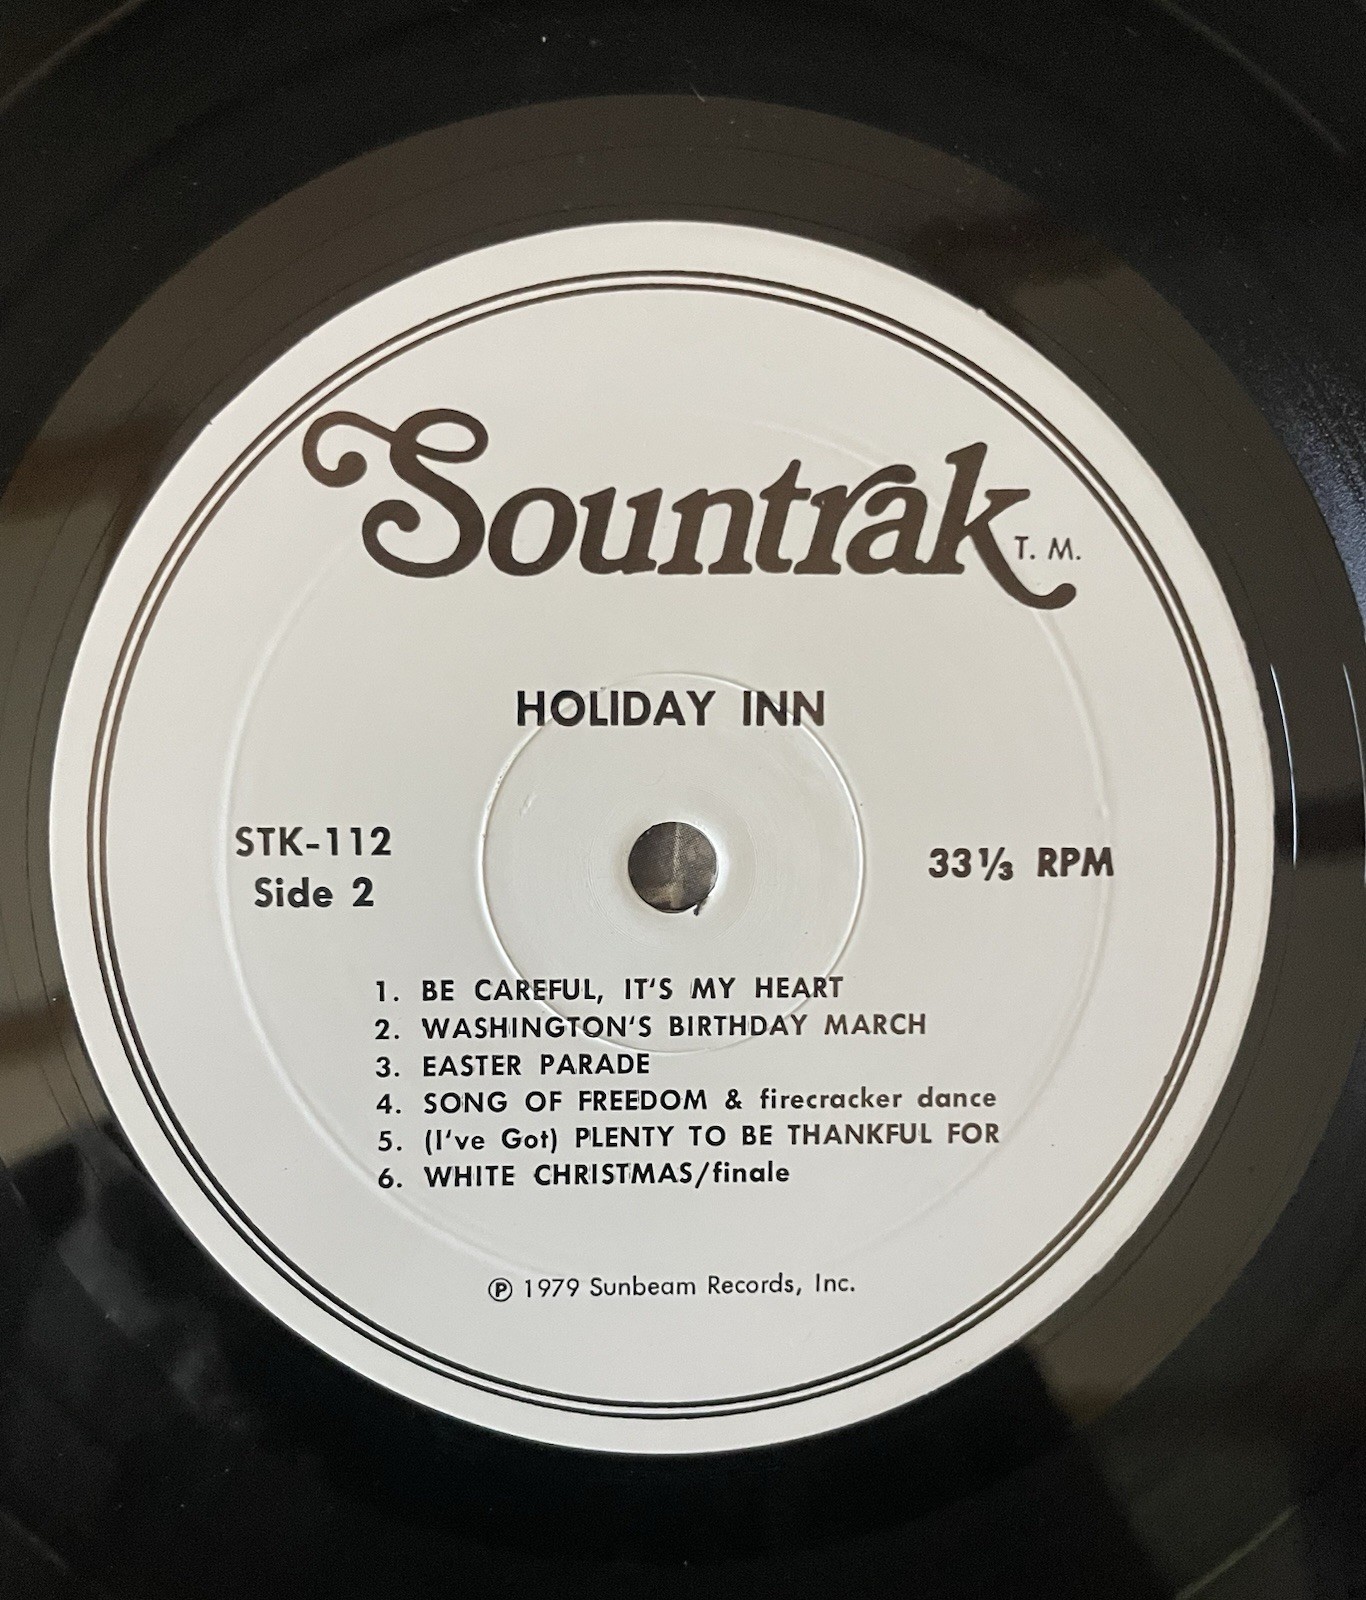 Sountrak T. M.
HOLIDAY INN
STK-112
Side 2
33 1/3 RPM
1. BE CAREFUL, IT'S MY HEART
2. WASHINGTON'S BIRTHDAY MARCH
3. EASTER PARADE
4. SONG OF FREEDOM & firecracker dance
5. (I've Got) PLENTY TO BE THANKFUL FOR
6. WHITE CHRISTMAS/finale
℗ 1979 Sunbeam Records, Inc.